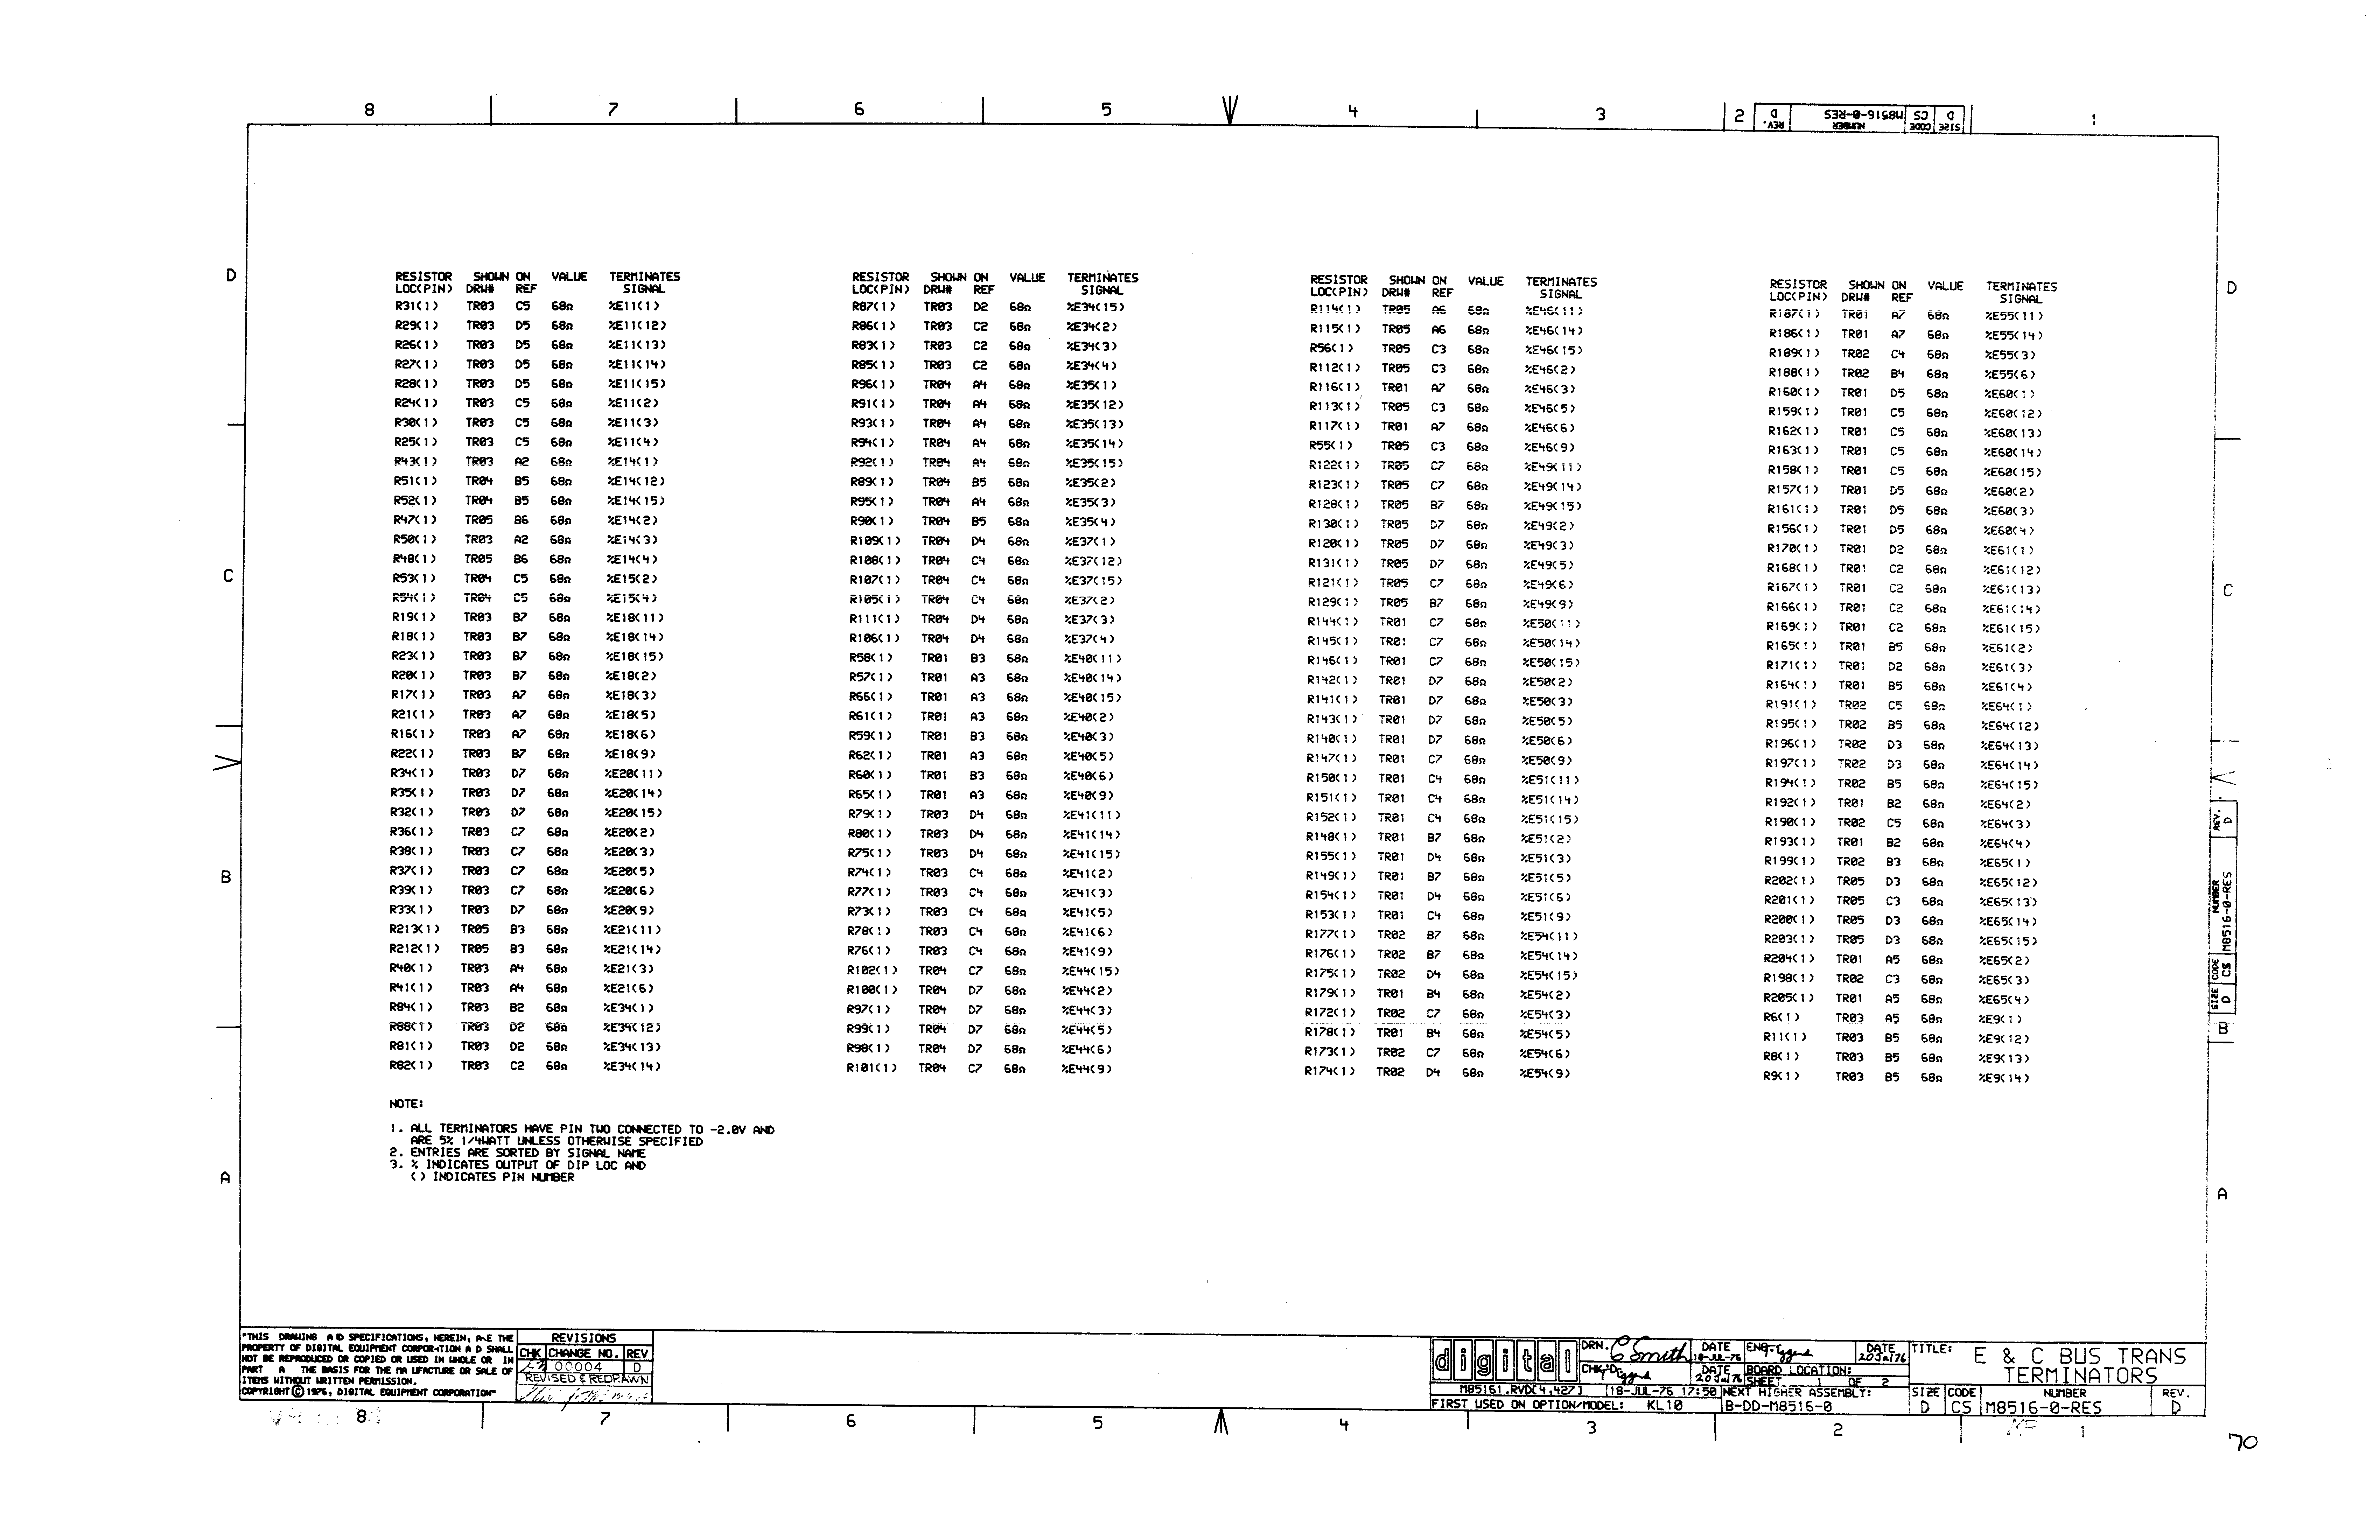 8 7 6 5 4 3 2 1
REV. D NUMBER M8516-0-RES CODE CS SIZE D
RESISTOR SHOWN ON VALUE TERMINATES
LOC(PIN) DRW# REF SIGNAL
R31(1) TR03 C5 68Ω %E11(1)
R29(1) TR03 D5 68Ω %E11(12)
R26(1) TR03 D5 68Ω %E11(13)
R27(1) TR03 D5 68Ω %E11(14)
R28(1) TR03 D5 68Ω %E11(15)
R24(1) TR03 C5 68Ω %E11(2)
R30(1) TR03 C5 68Ω %E11(3)
R25(1) TR03 C5 68Ω %E11(4)
R43(1) TR03 A2 68Ω %E14(1)
R51(1) TR04 B5 68Ω %E14(12)
R52(1) TR04 B5 68Ω %E14(15)
R47(1) TR05 B6 68Ω %E14(2)
R50(1) TR03 A2 68Ω %E14(3)
R48(1) TR05 B6 68Ω %E14(4)
R53(1) TR04 C5 68Ω %E15(2)
R54(1) TR04 C5 68Ω %E15(4)
R19(1) TR03 B7 68Ω %E18(11)
R18(1) TR03 B7 68Ω %E18(14)
R23(1) TR03 B7 68Ω %E18(15)
R20(1) TR03 B7 68Ω %E18(2)
R17(1) TR03 A7 68Ω %E18(3)
R21(1) TR03 A7 68Ω %E18(5)
R16(1) TR03 A7 68Ω %E18(6)
R22(1) TR03 B7 68Ω %E18(9)
R34(1) TR03 D7 68Ω %E20(11)
R35(1) TR03 D7 68Ω %E20(14)
R32(1) TR03 D7 68Ω %E20(15)
R36(1) TR03 C7 68Ω %E20(2)
R38(1) TR03 C7 68Ω %E20(3)
R37(1) TR03 C7 68Ω %E20(5)
R39(1) TR03 C7 68Ω %E20(6)
R33(1) TR03 D7 68Ω %E20(9)
R213(1) TR05 B3 68Ω %E21(11)
R212(1) TR05 B3 68Ω %E21(14)
R40(1) TR03 A4 68Ω %E21(3)
R41(1) TR03 A4 68Ω %E21(6)
R84(1) TR03 B2 68Ω %E34(1)
R88(1) TR03 D2 68Ω %E34(12)
R81(1) TR03 D2 68Ω %E34(13)
R82(1) TR03 C2 68Ω %E34(14)
RESISTOR SHOWN ON VALUE TERMINATES
LOC(PIN) DRW# REF SIGNAL
R87(1) TR03 D2 68Ω %E34(15)
R86(1) TR03 C2 68Ω %E34(2)
R83(1) TR03 C2 68Ω %E34(3)
R85(1) TR03 C2 68Ω %E34(4)
R96(1) TR04 A4 68Ω %E35(1)
R91(1) TR04 A4 68Ω %E35(12)
R93(1) TR04 A4 68Ω %E35(13)
R94(1) TR04 A4 68Ω %E35(14)
R92(1) TR04 A4 68Ω %E35(15)
R89(1) TR04 B5 68Ω %E35(2)
R95(1) TR04 A4 68Ω %E35(3)
R90(1) TR04 B5 68Ω %E35(4)
R109(1) TR04 D4 68Ω %E37(1)
R108(1) TR04 C4 68Ω %E37(12)
R107(1) TR04 C4 68Ω %E37(15)
R105(1) TR04 C4 68Ω %E37(2)
R111(1) TR04 D4 68Ω %E37(3)
R106(1) TR04 D4 68Ω %E37(4)
R58(1) TR01 B3 68Ω %E40(11)
R57(1) TR01 A3 68Ω %E40(14)
R66(1) TR01 A3 68Ω %E40(15)
R61(1) TR01 A3 68Ω %E40(2)
R59(1) TR01 B3 68Ω %E40(3)
R62(1) TR01 A3 68Ω %E40(5)
R60(1) TR01 B3 68Ω %E40(6)
R65(1) TR01 A3 68Ω %E40(9)
R79(1) TR03 D4 68Ω %E41(11)
R80(1) TR03 D4 68Ω %E41(14)
R75(1) TR03 D4 68Ω %E41(15)
R74(1) TR03 C4 68Ω %E41(2)
R77(1) TR03 C4 68Ω %E41(3)
R73(1) TR03 C4 68Ω %E41(5)
R78(1) TR03 C4 68Ω %E41(6)
R76(1) TR03 C4 68Ω %E41(9)
R102(1) TR04 C7 68Ω %E44(15)
R100(1) TR04 D7 68Ω %E44(2)
R97(1) TR04 D7 68Ω %E44(3)
R99(1) TR04 D7 68Ω %E44(5)
R98(1) TR04 D7 68Ω %E44(6)
R101(1) TR04 C7 68Ω %E44(9)
RESISTOR SHOWN ON VALUE TERMINATES
LOC(PIN) DRW# REF SIGNAL
R114(1) TR05 A6 68Ω %E46(11)
R115(1) TR05 A6 68Ω %E46(14)
R56(1) TR05 C3 68Ω %E46(15)
R112(1) TR05 C3 68Ω %E46(2)
R116(1) TR01 A7 68Ω %E46(3)
R113(1) TR05 C3 68Ω %E46(5)
R117(1) TR01 A7 68Ω %E46(6)
R55(1) TR05 C3 68Ω %E46(9)
R122(1) TR05 C7 68Ω %E49(11)
R123(1) TR05 C7 68Ω %E49(14)
R128(1) TR05 B7 68Ω %E49(15)
R130(1) TR05 D7 68Ω %E49(2)
R120(1) TR05 D7 68Ω %E49(3)
R131(1) TR05 D7 68Ω %E49(5)
R121(1) TR05 C7 68Ω %E49(6)
R129(1) TR05 B7 68Ω %E49(9)
R144(1) TR01 C7 68Ω %E50(11)
R145(1) TR01 C7 68Ω %E50(14)
R146(1) TR01 C7 68Ω %E50(15)
R142(1) TR01 D7 68Ω %E50(2)
R141(1) TR01 D7 68Ω %E50(3)
R143(1) TR01 D7 68Ω %E50(5)
R140(1) TR01 D7 68Ω %E50(6)
R147(1) TR01 C7 68Ω %E50(9)
R150(1) TR01 C4 68Ω %E51(11)
R151(1) TR01 C4 68Ω %E51(14)
R152(1) TR01 C4 68Ω %E51(15)
R148(1) TR01 B7 68Ω %E51(2)
R155(1) TR01 D4 68Ω %E51(3)
R149(1) TR01 B7 68Ω %E51(5)
R154(1) TR01 D4 68Ω %E51(6)
R153(1) TR01 C4 68Ω %E51(9)
R177(1) TR02 B7 68Ω %E54(11)
R176(1) TR02 B7 68Ω %E54(14)
R175(1) TR02 D4 68Ω %E54(15)
R179(1) TR01 B4 68Ω %E54(2)
R172(1) TR02 C7 68Ω %E54(3)
R178(1) TR01 B4 68Ω %E54(5)
R173(1) TR02 C7 68Ω %E54(6)
R174(1) TR02 D4 68Ω %E54(9)
RESISTOR SHOWN ON VALUE TERMINATES
LOC(PIN) DRW# REF SIGNAL
R187(1) TR01 A7 68Ω %E55(11)
R186(1) TR01 A7 68Ω %E55(14)
R189(1) TR02 C4 68Ω %E55(3)
R188(1) TR02 B4 68Ω %E55(6)
R160(1) TR01 D5 68Ω %E60(1)
R159(1) TR01 C5 68Ω %E60(12)
R162(1) TR01 C5 68Ω %E60(13)
R163(1) TR01 C5 68Ω %E60(14)
R158(1) TR01 C5 68Ω %E60(15)
R157(1) TR01 D5 68Ω %E60(2)
R161(1) TR01 D5 68Ω %E60(3)
R156(1) TR01 D5 68Ω %E60(4)
R170(1) TR01 D2 68Ω %E61(1)
R168(1) TR01 C2 68Ω %E61(12)
R167(1) TR01 C2 68Ω %E61(13)
R166(1) TR01 C2 68Ω %E61(14)
R169(1) TR01 C2 68Ω %E61(15)
R165(1) TR01 B5 68Ω %E61(2)
R171(1) TR01 D2 68Ω %E61(3)
R164(1) TR01 B5 68Ω %E61(4)
R191(1) TR02 C5 68Ω %E64(1)
R195(1) TR02 B5 68Ω %E64(12)
R196(1) TR02 D3 68Ω %E64(13)
R197(1) TR02 D3 68Ω %E64(14)
R194(1) TR02 B5 68Ω %E64(15)
R192(1) TR01 B2 68Ω %E64(2)
R190(1) TR02 C5 68Ω %E64(3)
R193(1) TR01 B2 68Ω %E64(4)
R199(1) TR02 B3 68Ω %E65(1)
R202(1) TR05 D3 68Ω %E65(12)
R201(1) TR05 C3 68Ω %E65(13)
R200(1) TR05 D3 68Ω %E65(14)
R203(1) TR05 D3 68Ω %E65(15)
R204(1) TR01 A5 68Ω %E65(2)
R198(1) TR02 C3 68Ω %E65(3)
R205(1) TR01 A5 68Ω %E65(4)
R6(1) TR03 A5 68Ω %E9(1)
R11(1) TR03 B5 68Ω %E9(12)
R8(1) TR03 B5 68Ω %E9(13)
R9(1) TR03 B5 68Ω %E9(14)
D
C
B
A
D
C
REV. D
NUMBER M8516-0-RES
CODE CS
SIZE D
B
A
NOTE:
1. ALL TERMINATORS HAVE PIN TWO CONNECTED TO -2.0V AND
ARE 5% 1/4WATT UNLESS OTHERWISE SPECIFIED
2. ENTRIES ARE SORTED BY SIGNAL NAME
3. % INDICATES OUTPUT OF DIP LOC AND
() INDICATES PIN NUMBER
"THIS DRAWING A D SPECIFICATIONS, HEREIN, A E THE
PROPERTY OF DIGITAL EQUIPMENT CORPORATION A D SHALL
NOT BE REPRODUCED OR COPIED OR USED IN WHOLE OR IN
PART A THE BASIS FOR THE MA UFACTURE OR SALE OF
ITEMS WITHOUT WRITTEN PERMISSION.
COPYRIGHT © 1976, DIGITAL EQUIPMENT CORPORATION"
REVISIONS
CHK CHANGE NO. REV
00004 D
REVISED & REDRAWN
digital
DRN. C Smith DATE 18-JUL-76 ENG. Eggers DATE 20 Jul 76
CHK'D Eggers DATE 20 Jul 76 BOARD LOCATION:
SHEET 1 OF 2
M85161.RVD[4,427] 18-JUL-76 17:50 NEXT HIGHER ASSEMBLY:
FIRST USED ON OPTION/MODEL: KL10 B-DD-M8516-0
TITLE: E & C BUS TRANS
TERMINATORS
SIZE CODE NUMBER REV.
D CS M8516-0-RES D
8 7 6 5 4 3 2 1
70